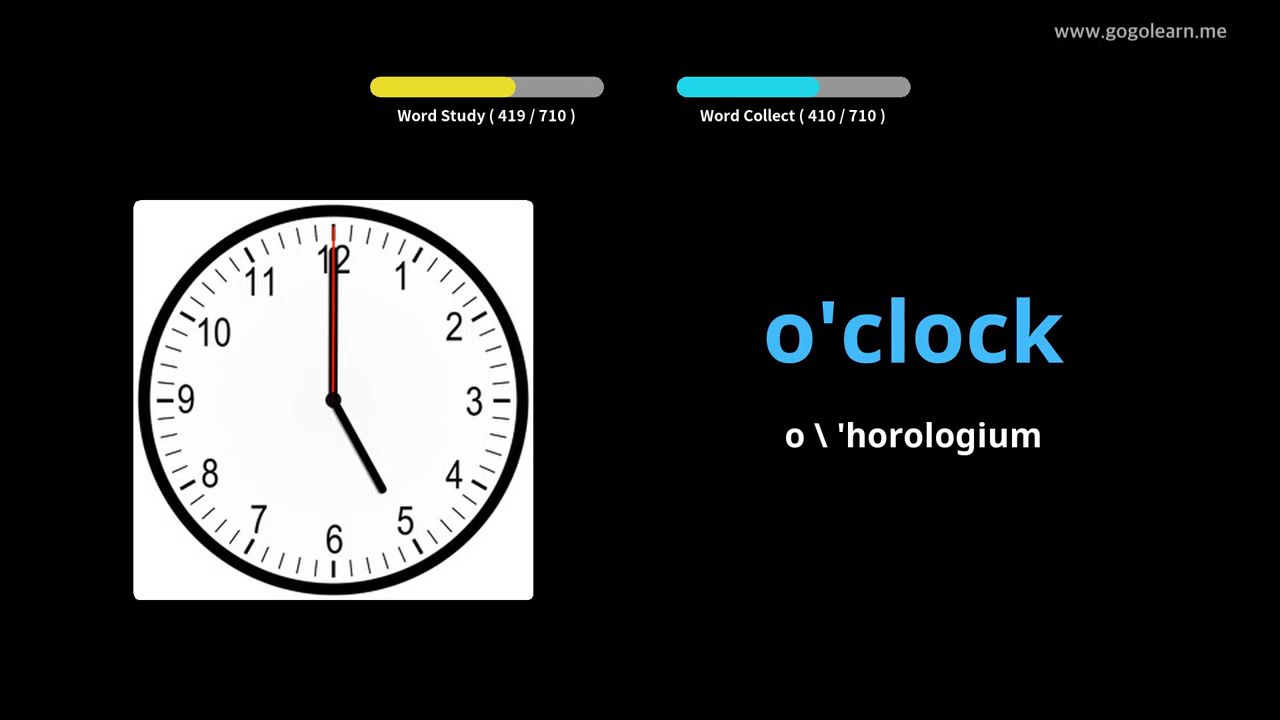 www.gogolearn.me
Word Study ( 419 / 710 )
Word Collect ( 410 / 710 )
12
11
1
10
2
9
3
8
4
7
5
6
o'clock
o \ 'horologium